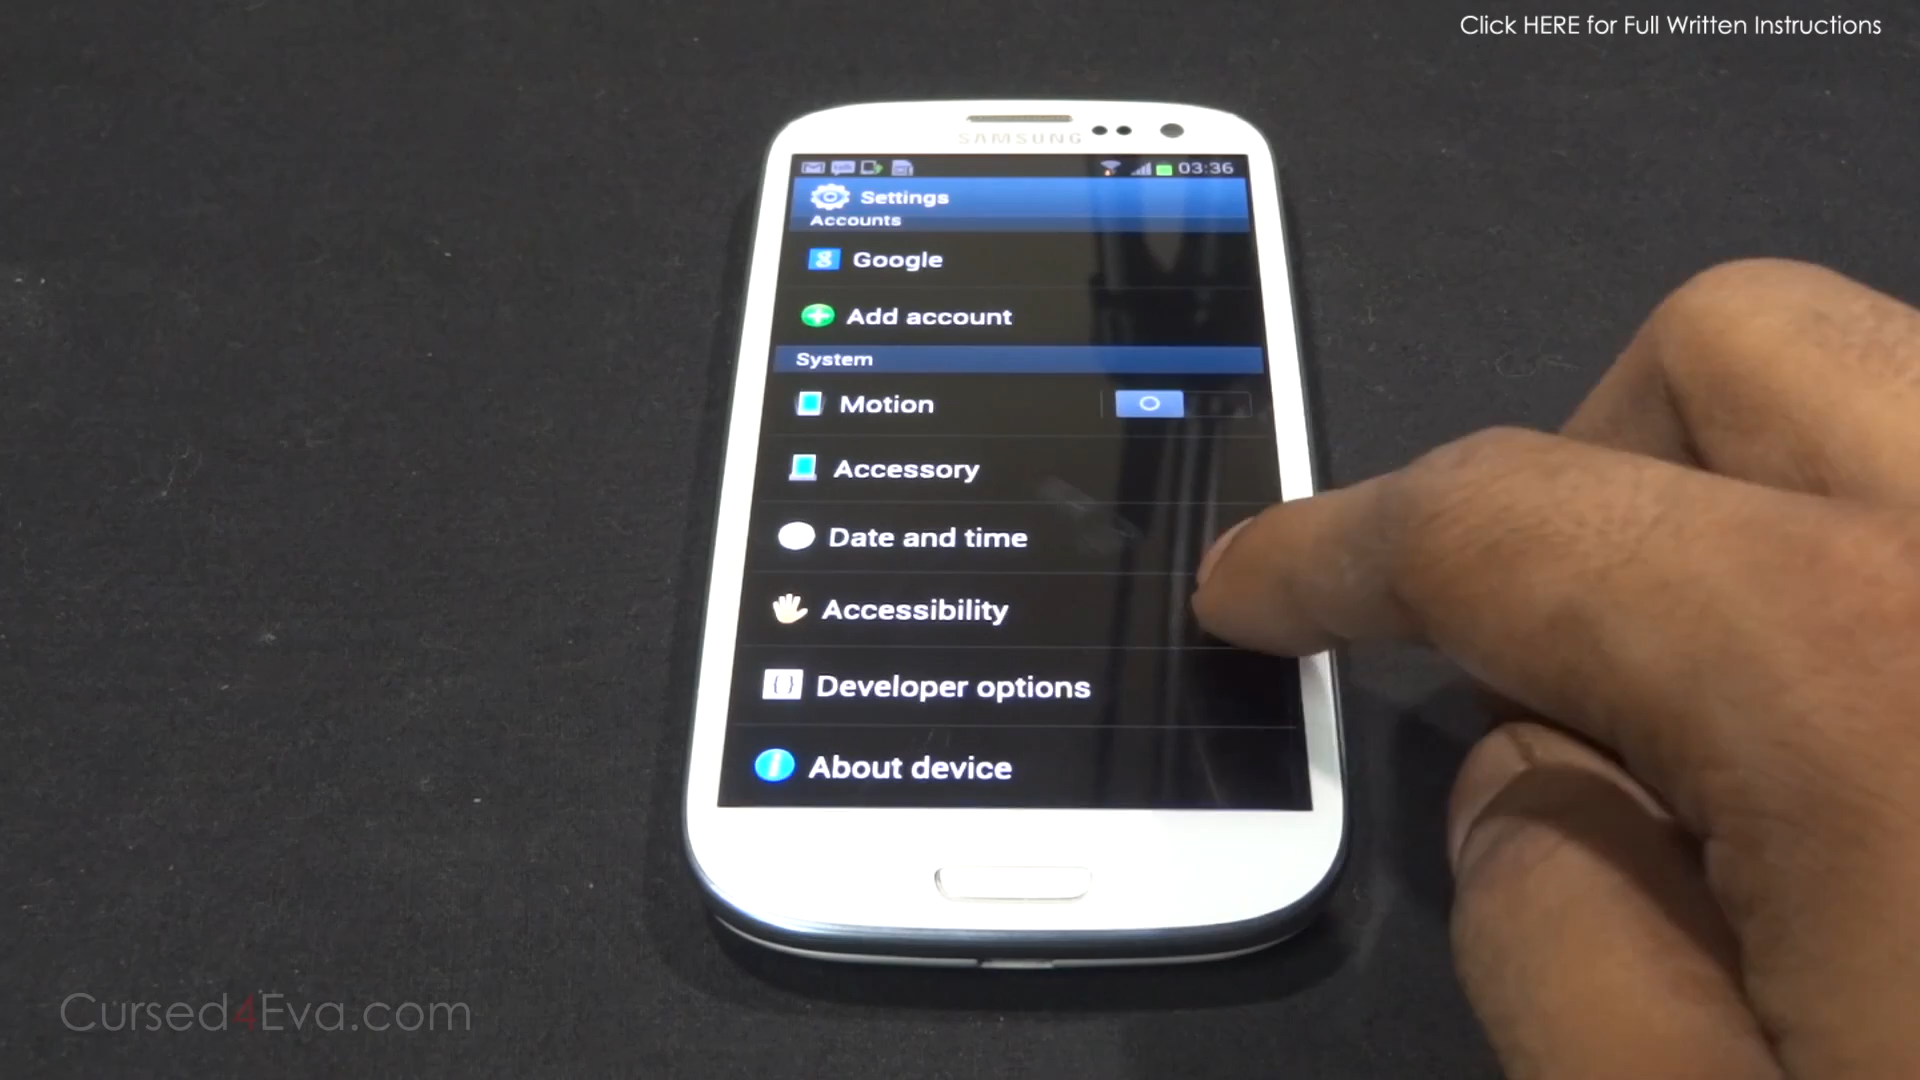 Click HERE for Full Written Instructions
SAMSUNG
03:36
Settings
Accounts
Google
Add account
System
Motion
Accessory
Date and time
Accessibility
Developer options
About device
Cursed4Eva.com